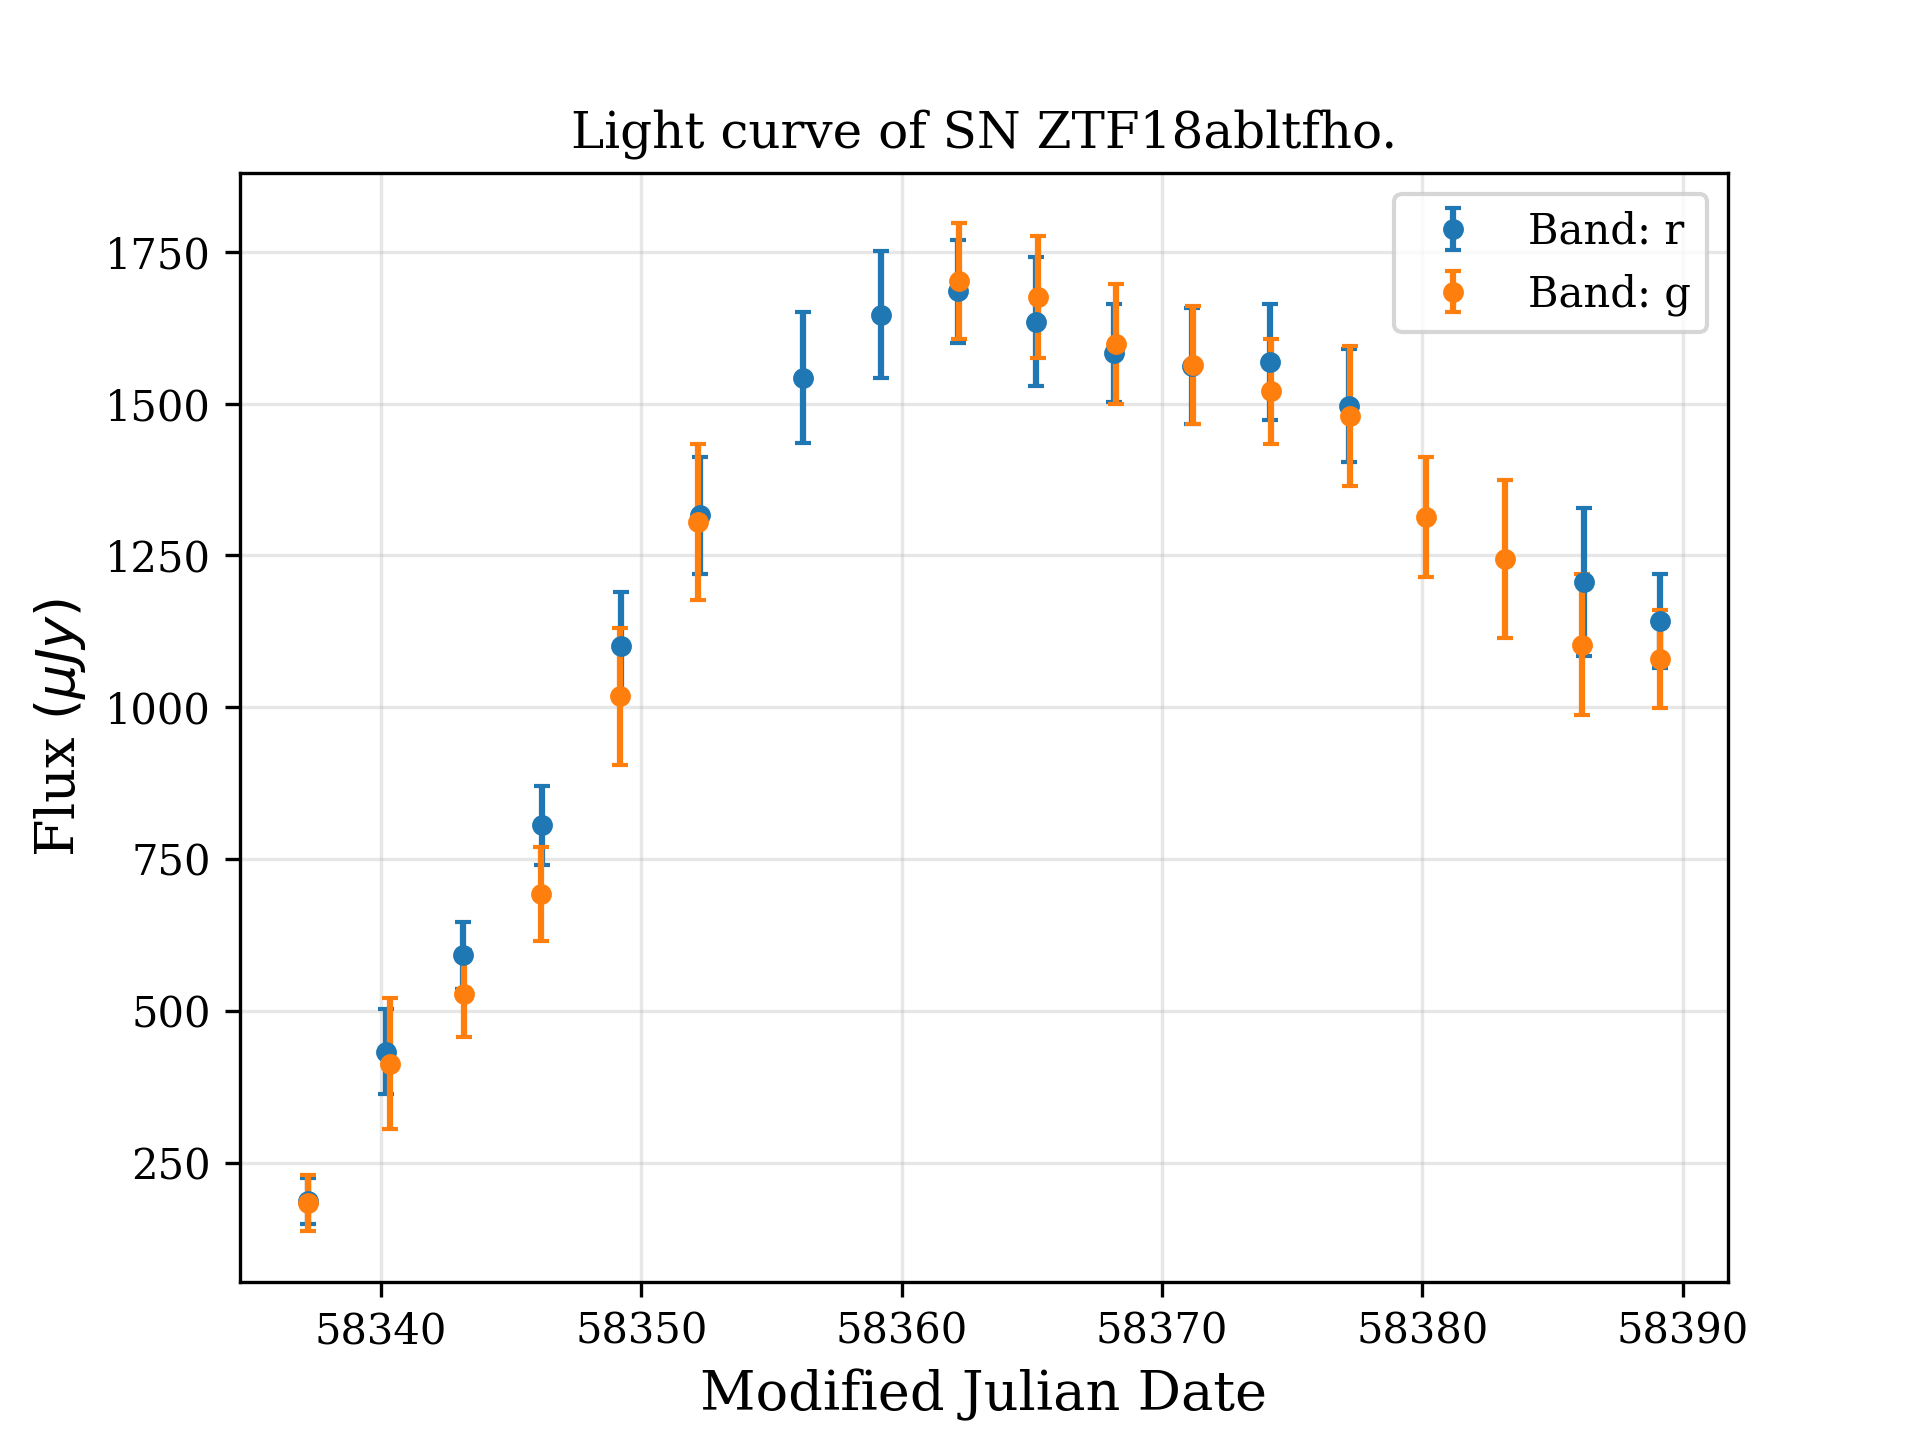 Light curve of SN ZTF18abltfho.
Band: r
Band: g
1750
1500
1250
1000
750
500
250
Flux (μJy)
58340 58350 58360 58370 58380 58390
Modified Julian Date